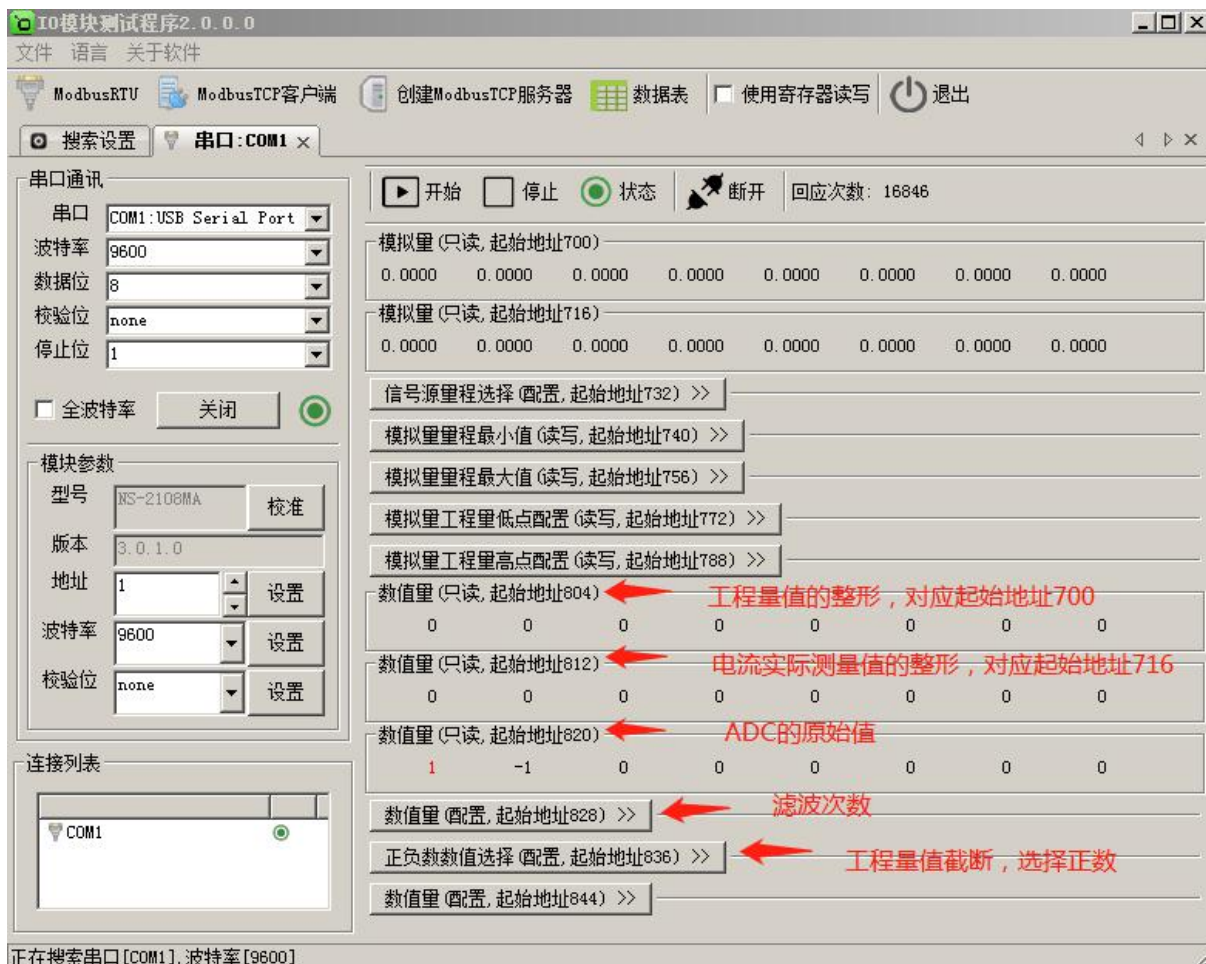 IO模块测试程序2.0.0.0
文件 语言 关于软件
ModbusRTU ModbusTCP客户端 创建ModbusTCP服务器 数据表 使用寄存器读写 退出
搜索设置 串口:COM1
串口通讯
串口 COM1:USB Serial Port
波特率 9600
数据位 8
校验位 none
停止位 1
全波特率 关闭
模块参数
型号 NS-2108MA 校准
版本 3.0.1.0
地址 1 设置
波特率 9600 设置
校验位 none 设置
连接列表
COM1
开始 停止 状态 断开 回应次数: 16846
模拟量(只读,起始地址700)
0.0000 0.0000 0.0000 0.0000 0.0000 0.0000 0.0000 0.0000
模拟量(只读,起始地址716)
0.0000 0.0000 0.0000 0.0000 0.0000 0.0000 0.0000 0.0000
信号源量程选择(配置,起始地址732) >>
模拟量量程最小值(读写,起始地址740) >>
模拟量量程最大值(读写,起始地址756) >>
模拟量工程量低点配置(读写,起始地址772) >>
模拟量工程量高点配置(读写,起始地址788) >>
数值量(只读,起始地址804) 工程量值的整形，对应起始地址700
0 0 0 0 0 0 0 0
数值量(只读,起始地址812) 电流实际测量值的整形，对应起始地址716
0 0 0 0 0 0 0 0
数值量(只读,起始地址820) ADC的原始值
1 -1 0 0 0 0 0 0
数值量(配置,起始地址828) >> 滤波次数
正负数数值选择(配置,起始地址836) >> 工程量值截断，选择正数
数值量(配置,起始地址844) >>
正在搜索串口[COM1],波特率[9600]